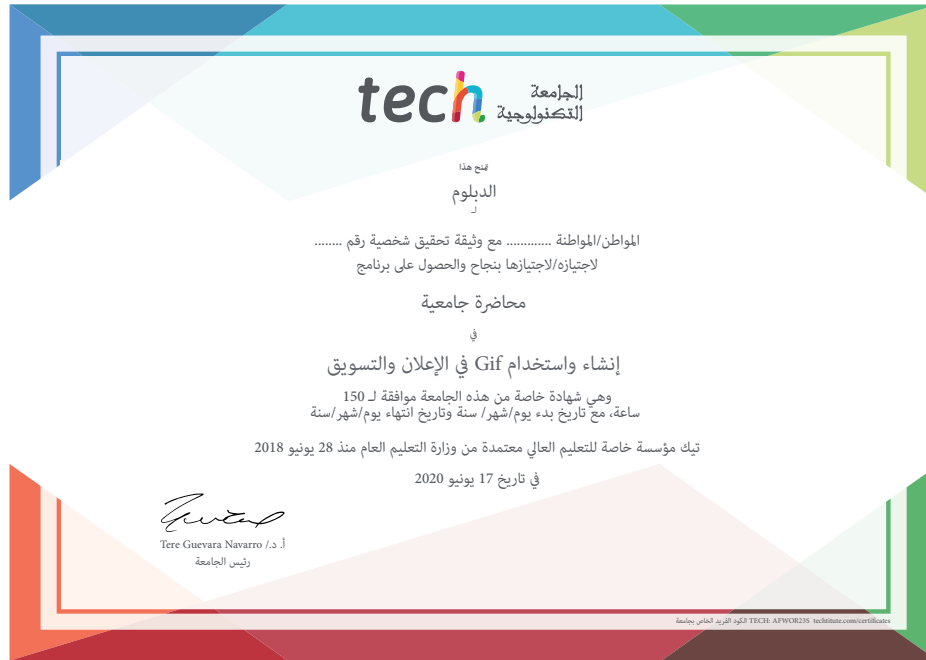 tech الجامعة
التكنولوجية
تمنح هذا
الدبلوم
لـ
المواطن/المواطنة ............. مع وثيقة تحقيق شخصية رقم ........
لاجتيازه/لاجتيازها بنجاح والحصول على برنامج
محاضرة جامعية
في
إنشاء واستخدام Gif في الإعلان والتسويق
وهي شهادة خاصة من هذه الجامعة موافقة لـ 150
ساعة، مع تاريخ بدء يوم/شهر/ سنة وتاريخ انتهاء يوم/شهر/سنة
تيك مؤسسة خاصة للتعليم العالي معتمدة من وزارة التعليم العام منذ 28 يونيو 2018
في تاريخ 17 يونيو 2020
أ. د./ Tere Guevara Navarro
رئيس الجامعة
الكود الفريد الخاص بجامعة TECH: AFWOR23S techtitute.com/certificates